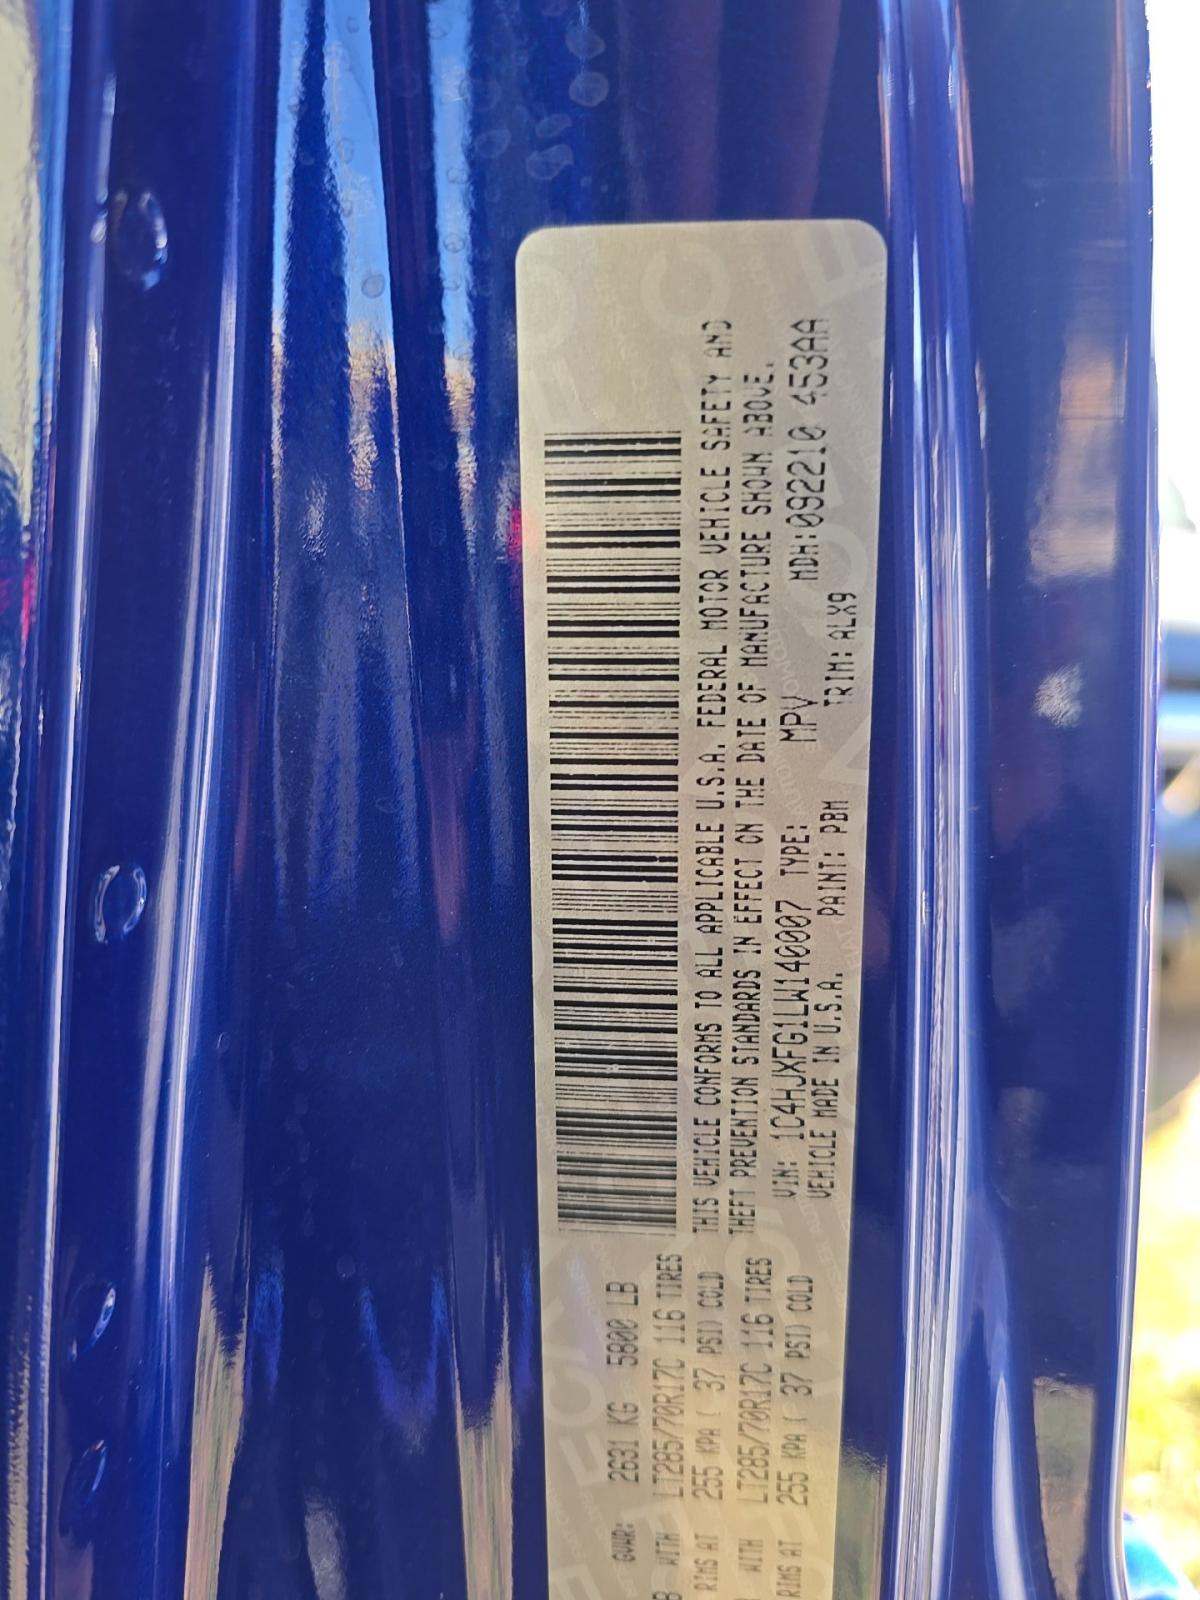 GVWR: 2631 KG 5800 LB
WITH LT285/70R17C 116 TIRES
RIMS AT 255 KPA ( 37 PSI) COLD
WITH LT285/70R17C 116 TIRES
RIMS AT 255 KPA ( 37 PSI) COLD
THIS VEHICLE CONFORMS TO ALL APPLICABLE U.S.A. FEDERAL MOTOR VEHICLE SAFETY AND
THEFT PREVENTION STANDARDS IN EFFECT ON THE DATE OF MANUFACTURE SHOWN ABOVE.
VIN: 1C4HJXFG1LW140007 TYPE: MPV MDH:092210 453AA
VEHICLE MADE IN U.S.A. PAINT: PBM TRIM:ALX9